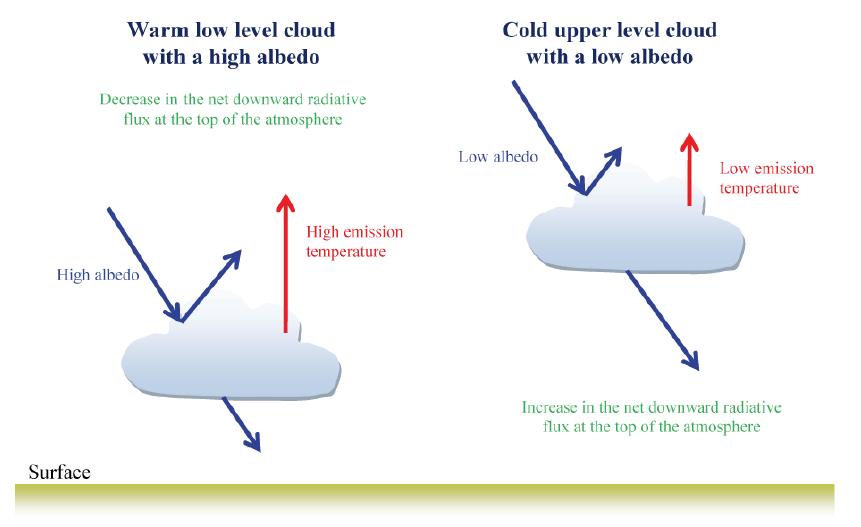 Warm low level cloud
with a high albedo
Decrease in the net downward radiative
flux at the top of the atmosphere
High albedo
High emission
temperature
Cold upper level cloud
with a low albedo
Low albedo
Low emission
temperature
Increase in the net downward radiative
flux at the top of the atmosphere
Surface